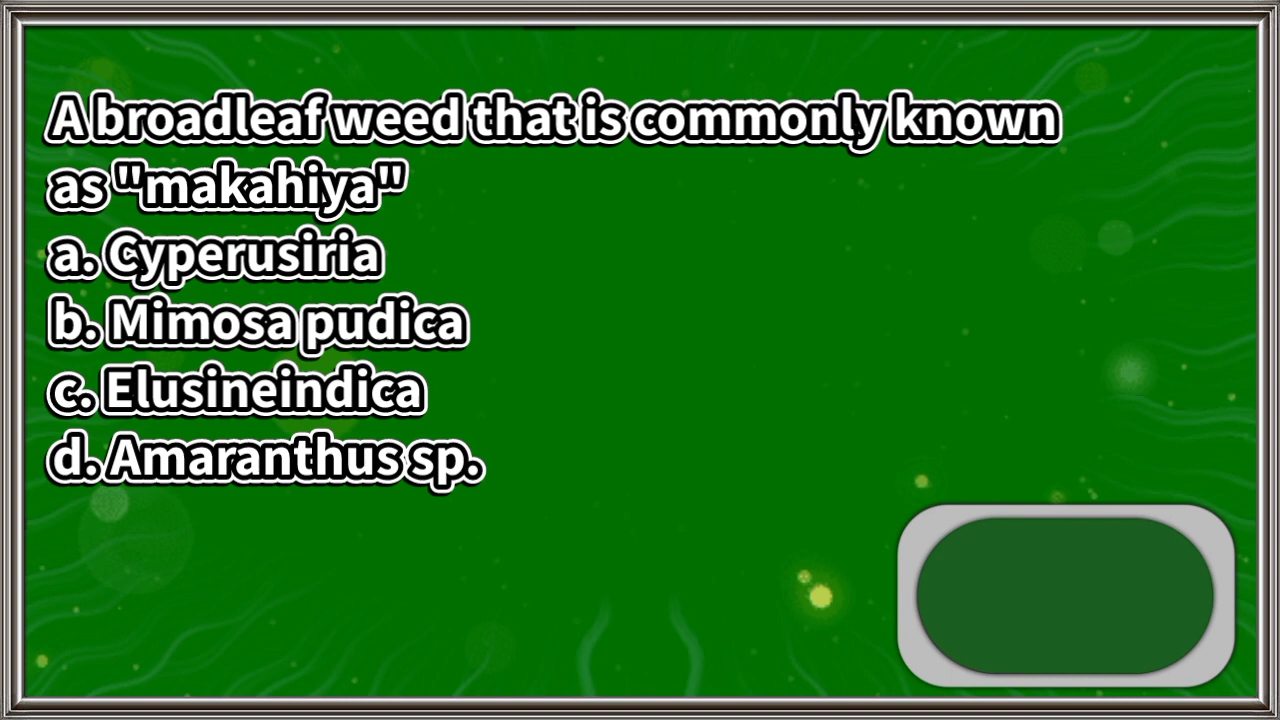 A broadleaf weed that is commonly known
as "makahiya"
a. Cyperusiria
b. Mimosa pudica
c. Elusineindica
d. Amaranthus sp.